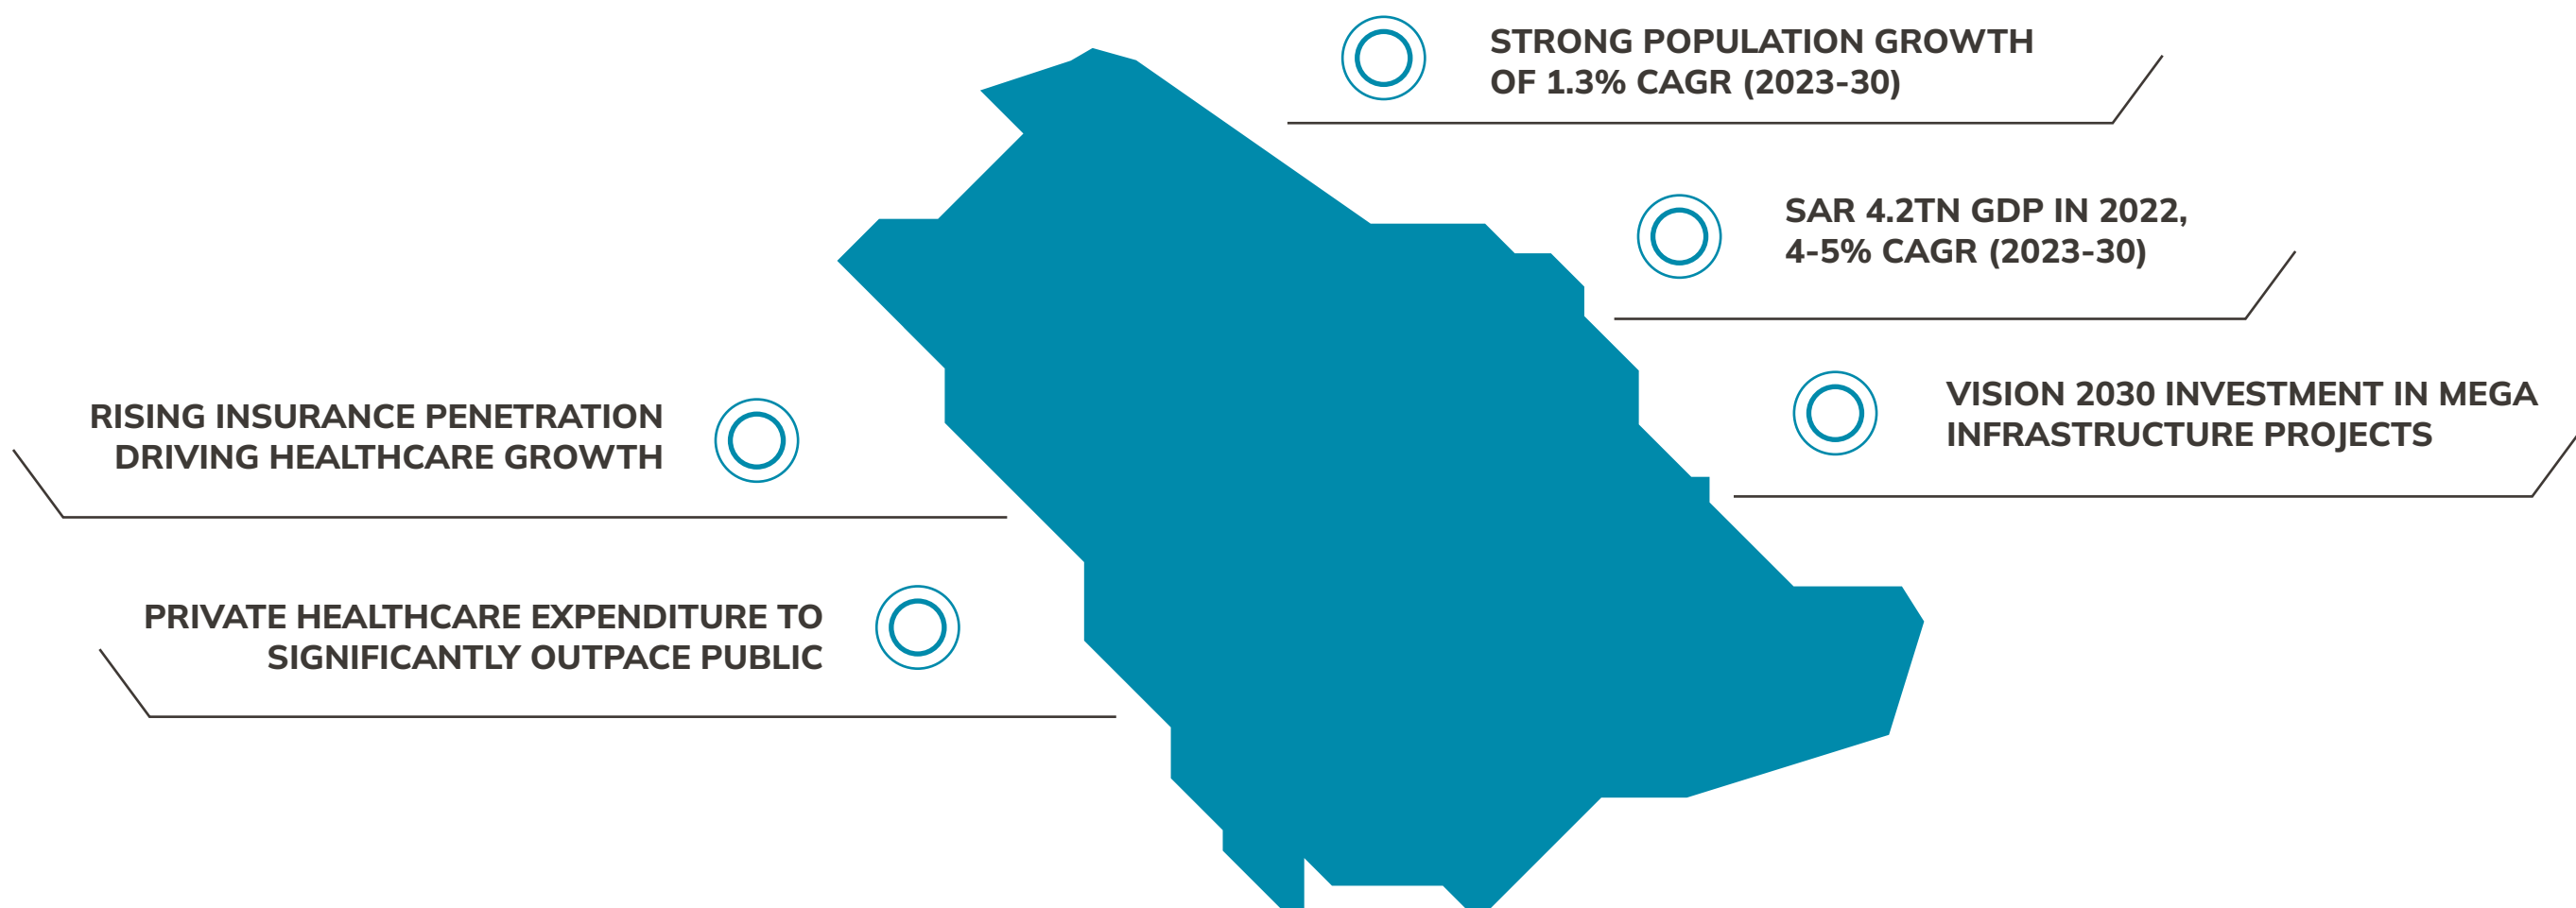 STRONG POPULATION GROWTH
OF 1.3% CAGR (2023-30)
SAR 4.2TN GDP IN 2022,
4-5% CAGR (2023-30)
VISION 2030 INVESTMENT IN MEGA
INFRASTRUCTURE PROJECTS
RISING INSURANCE PENETRATION
DRIVING HEALTHCARE GROWTH
PRIVATE HEALTHCARE EXPENDITURE TO
SIGNIFICANTLY OUTPACE PUBLIC